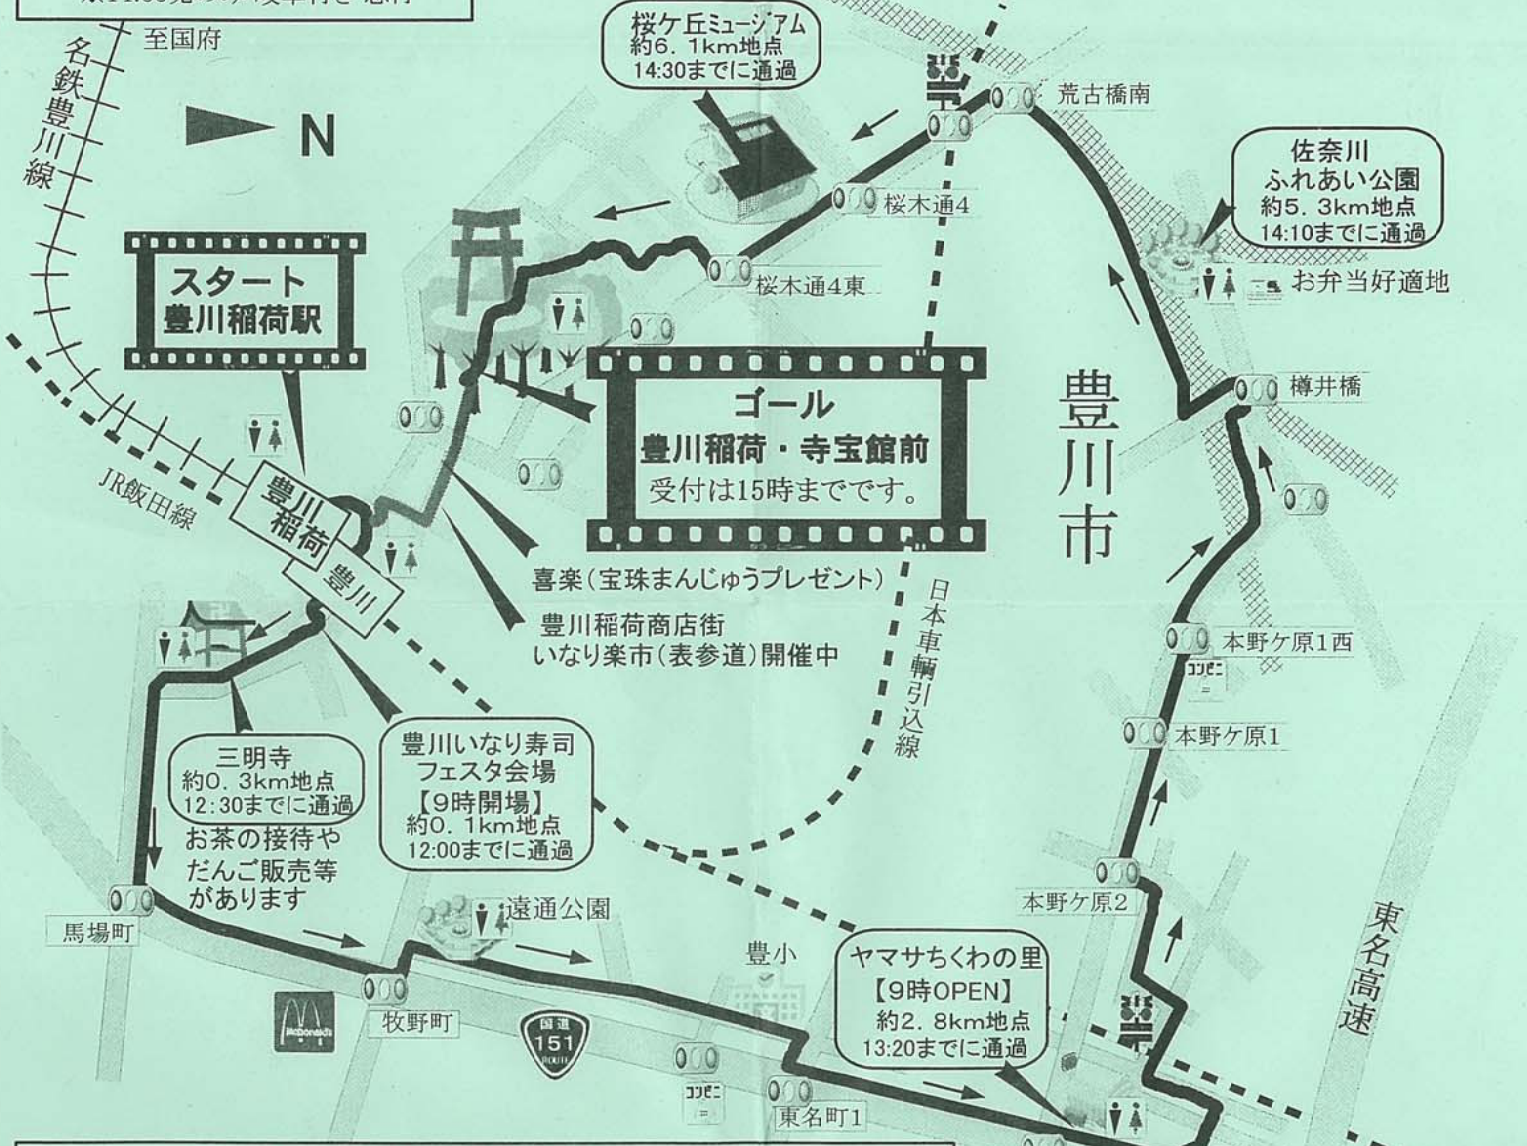 至国府
名鉄豊川線
N
桜ケ丘ミュージアム
約6.1km地点
14:30までに通過
荒古橋南
佐奈川
ふれあい公園
約5.3km地点
14:10までに通過
お弁当好適地
桜木通4
桜木通4東
スタート
豊川稲荷駅
ゴール
豊川稲荷・寺宝館前
受付は15時までです。
樽井橋
豊川市
JR飯田線
豊川
稲荷
豊川
喜楽(宝珠まんじゅうプレゼント)
豊川稲荷商店街
いなり楽市(表参道)開催中
日本車輌引込線
本野ケ原1西
コンビニ
本野ケ原1
本野ケ原2
東名高速
三明寺
約0.3km地点
12:30までに通過
お茶の接待や
だんご販売等
があります
豊川いなり寿司
フェスタ会場
【9時開場】
約0.1km地点
12:00までに通過
馬場町
遠通公園
牧野町
McDonald's
国道
151
ROUTE
豊小
ヤマサちくわの里
【9時OPEN】
約2.8km地点
13:20までに通過
コンビニ
東名町1